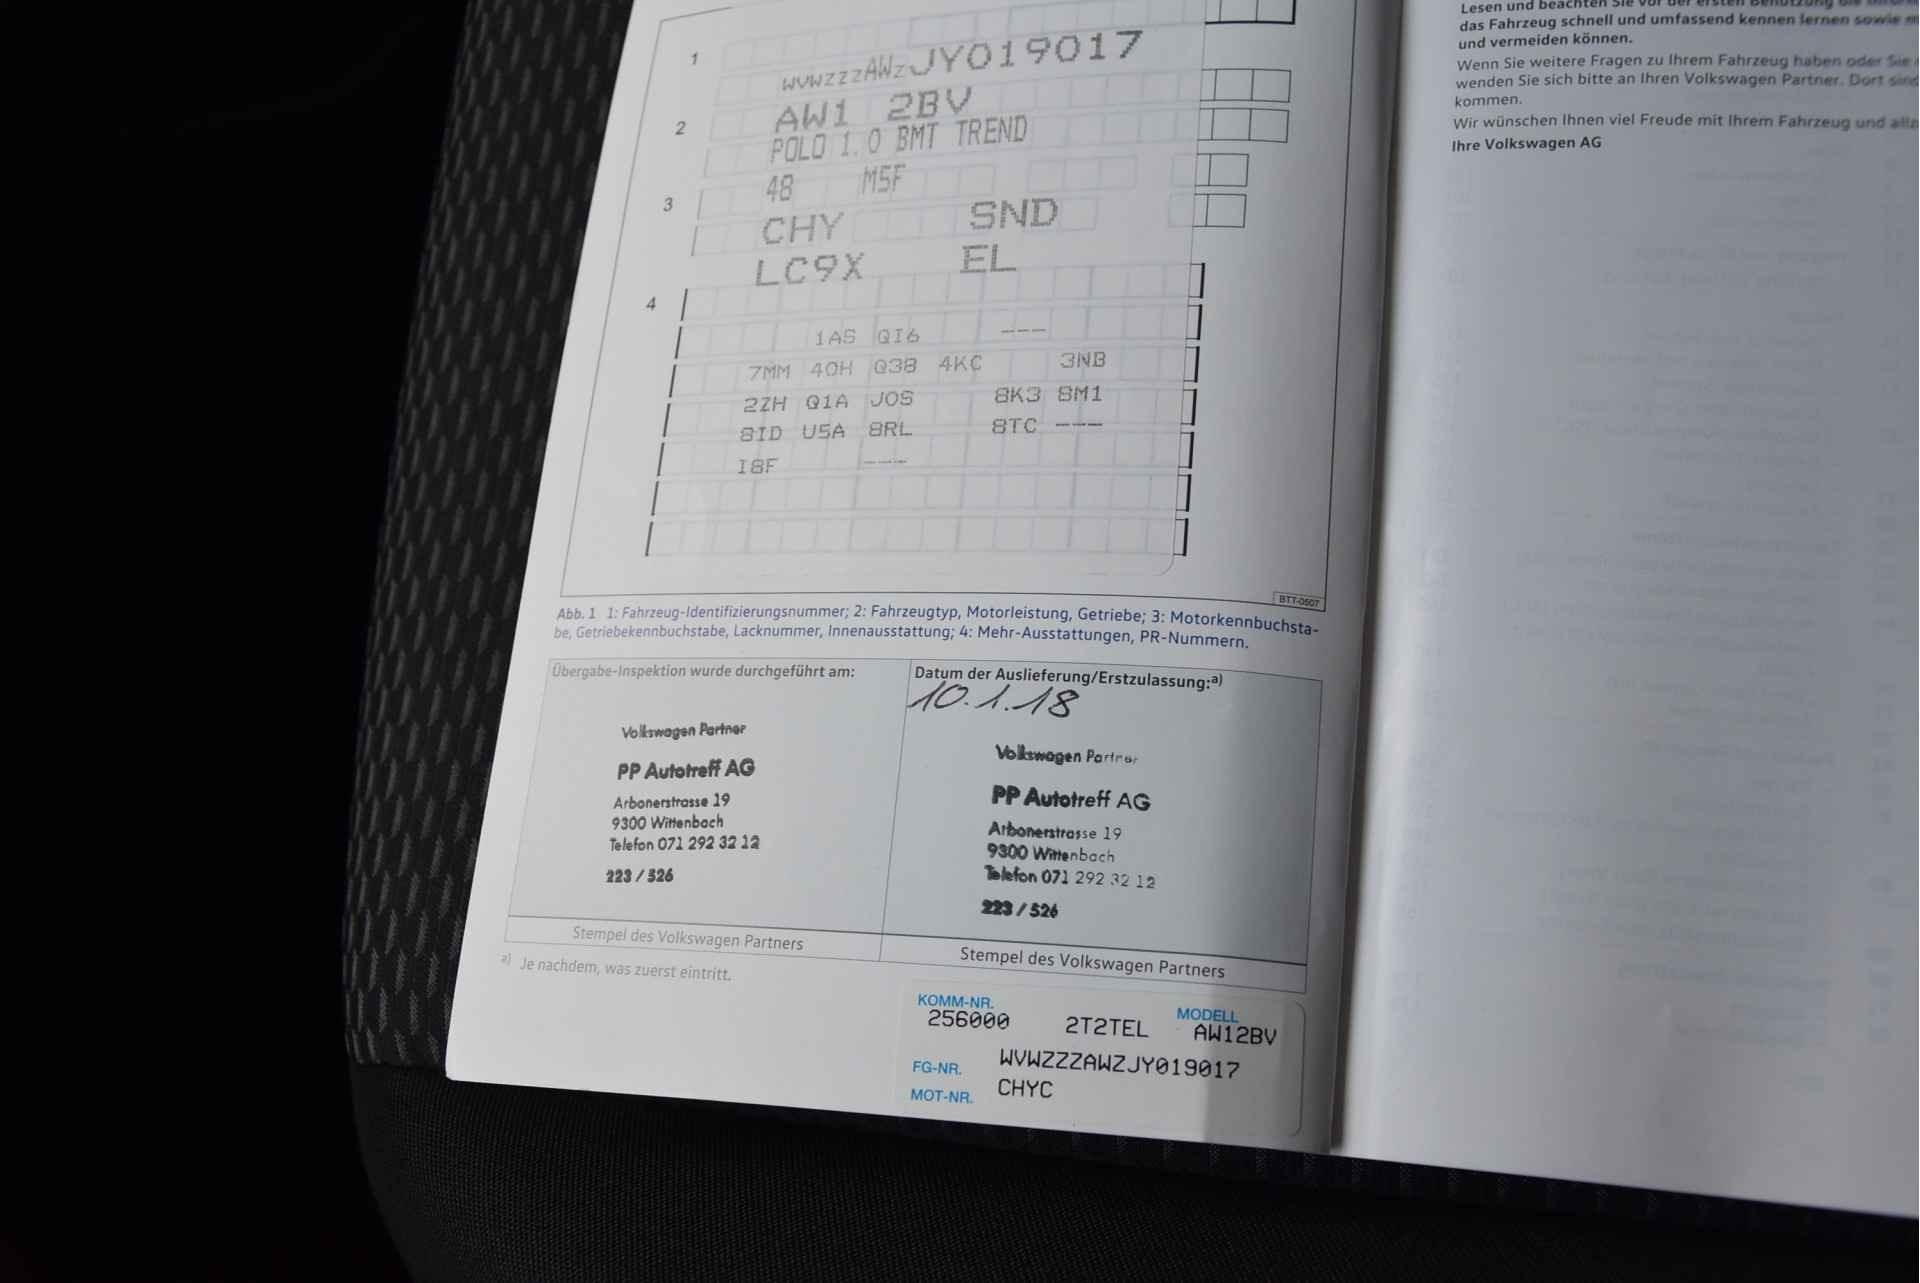 1
WVWZZZAWZJY019017
2
AW1 2BV
POLO 1.0 BMT TREND
48 M5F
3
CHY SND
LC9X EL
4
1AS QI6 ---
7MM 40H Q38 4KC 3NB
2ZH Q1A J0S 8K3 8M1
8ID U5A 8RL 8TC ---
I8F ---
BTT-0507
Abb. 1 1: Fahrzeug-Identifizierungsnummer; 2: Fahrzeugtyp, Motorleistung, Getriebe; 3: Motorkennbuchsta-
be, Getriebekennbuchstabe, Lacknummer, Innenausstattung; 4: Mehr-Ausstattungen, PR-Nummern.
Übergabe-Inspektion wurde durchgeführt am:
Volkswagen Partner
PP Autotreff AG
Arbonerstrasse 19
9300 Wittenbach
Telefon 071 292 32 12
223 / 526
Stempel des Volkswagen Partners
Datum der Auslieferung/Erstzulassung:a)
10.1.18
Volkswagen Partner
PP Autotreff AG
Arbonerstrasse 19
9300 Wittenbach
Telefon 071 292 32 12
223 / 526
Stempel des Volkswagen Partners
a) Je nachdem, was zuerst eintritt.
KOMM-NR. MODELL
256000 2T2TEL AW12BV
FG-NR. WVWZZZAWZJY019017
MOT-NR. CHYC
Lesen und beachten Sie vor der ersten Benutzung die
das Fahrzeug schnell und umfassend kennen lernen sowie
und vermeiden können.
Wenn Sie weitere Fragen zu Ihrem Fahrzeug haben oder Sie
wenden Sie sich bitte an Ihren Volkswagen Partner. Dort sind
kommen.
Wir wünschen Ihnen viel Freude mit Ihrem Fahrzeug und
Ihre Volkswagen AG